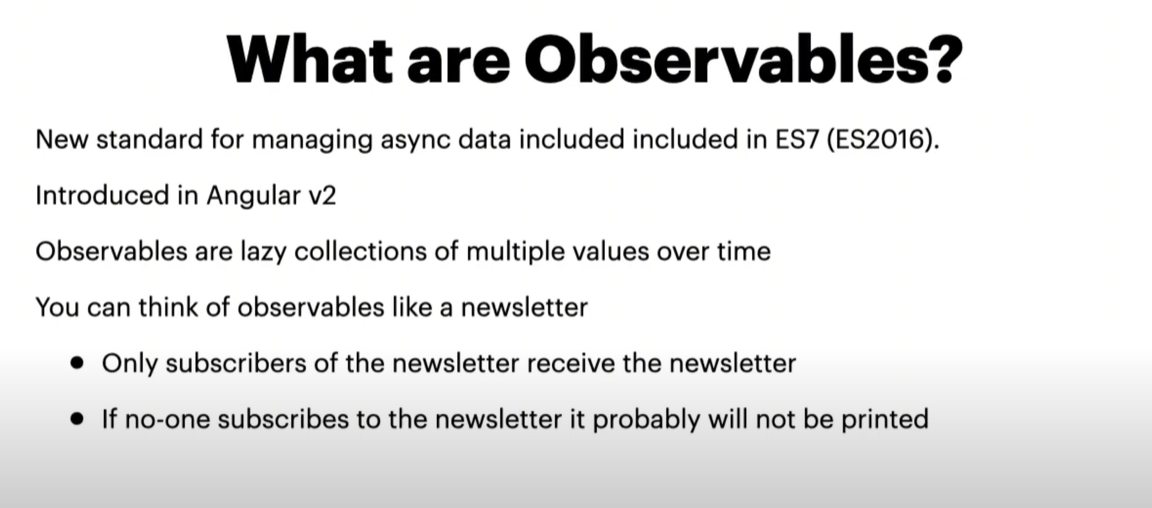 What are Observables?
New standard for managing async data included included in ES7 (ES2016).
Introduced in Angular v2
Observables are lazy collections of multiple values over time
You can think of observables like a newsletter
● Only subscribers of the newsletter receive the newsletter
● If no-one subscribes to the newsletter it probably will not be printed